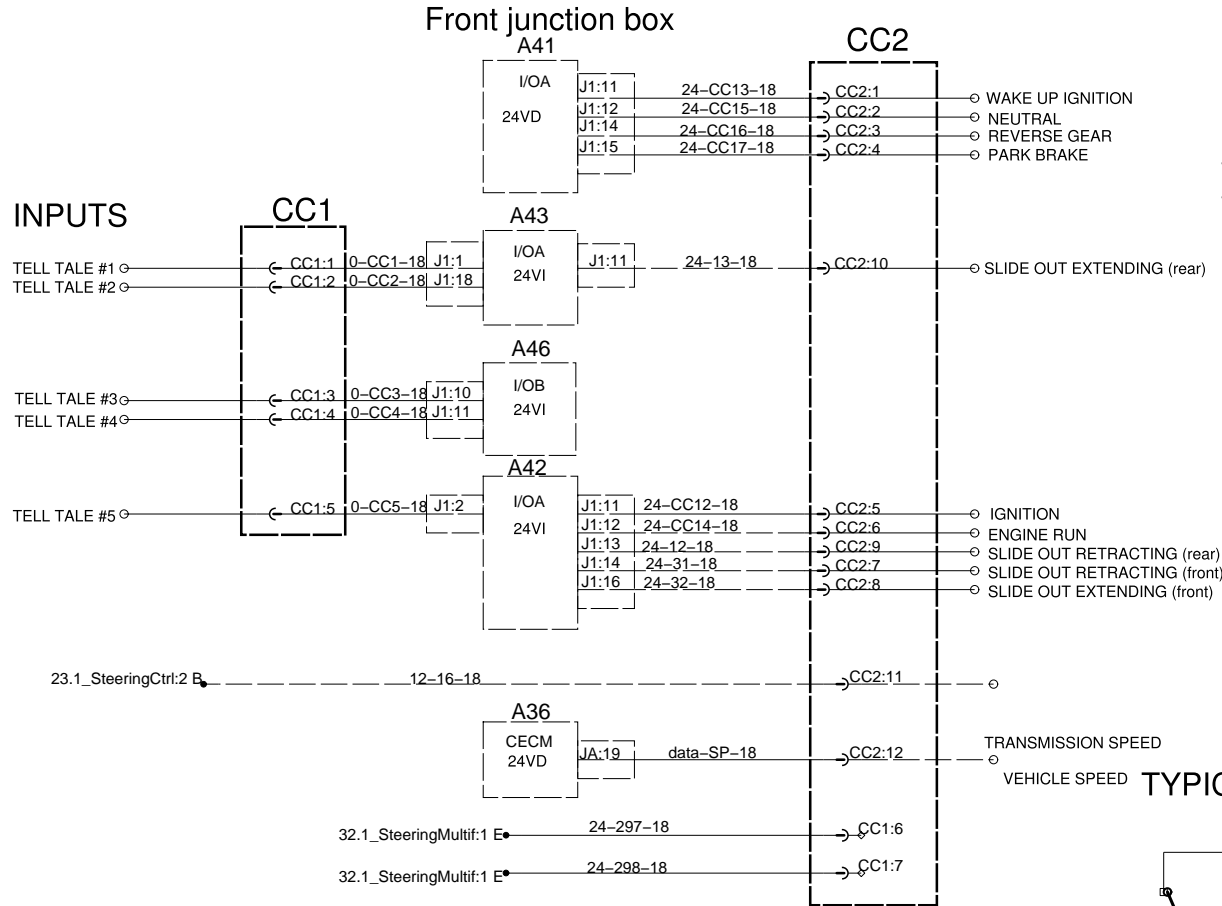 Front junction box
A41
CC2
I/OA
24VD
J1:11
24–CC13–18
CC2:1
WAKE UP IGNITION
J1:12
24–CC15–18
CC2:2
NEUTRAL
J1:14
24–CC16–18
CC2:3
REVERSE GEAR
J1:15
24–CC17–18
CC2:4
PARK BRAKE
INPUTS
CC1
A43
I/OA
24VI
TELL TALE #1
CC1:1
0–CC1–18
J1:1
J1:11
24–13–18
CC2:10
SLIDE OUT EXTENDING (rear)
TELL TALE #2
CC1:2
0–CC2–18
J1:18
A46
I/OB
24VI
TELL TALE #3
CC1:3
0–CC3–18
J1:10
TELL TALE #4
CC1:4
0–CC4–18
J1:11
A42
I/OA
24VI
TELL TALE #5
CC1:5
0–CC5–18
J1:2
J1:11
24–CC12–18
CC2:5
IGNITION
J1:12
24–CC14–18
CC2:6
ENGINE RUN
J1:13
24–12–18
CC2:9
SLIDE OUT RETRACTING (rear)
J1:14
24–31–18
CC2:7
SLIDE OUT RETRACTING (front)
J1:16
24–32–18
CC2:8
SLIDE OUT EXTENDING (front)
23.1_SteeringCtrl:2 B
12–16–18
CC2:11
A36
CECM
24VD
JA:19
data–SP–18
CC2:12
TRANSMISSION SPEED
VEHICLE SPEED
TYPIC
32.1_SteeringMultif:1 E
24–297–18
CC1:6
32.1_SteeringMultif:1 E
24–298–18
CC1:7